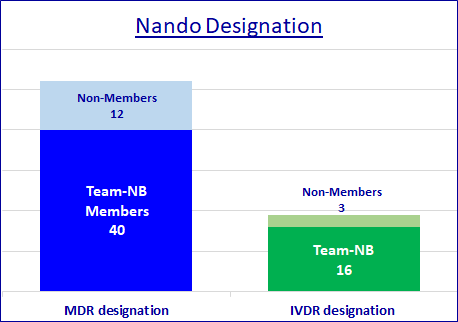 Nando Designation
Non-Members
12
Team-NB
Members
40
Non-Members
3
Team-NB
16
MDR designation
IVDR designation